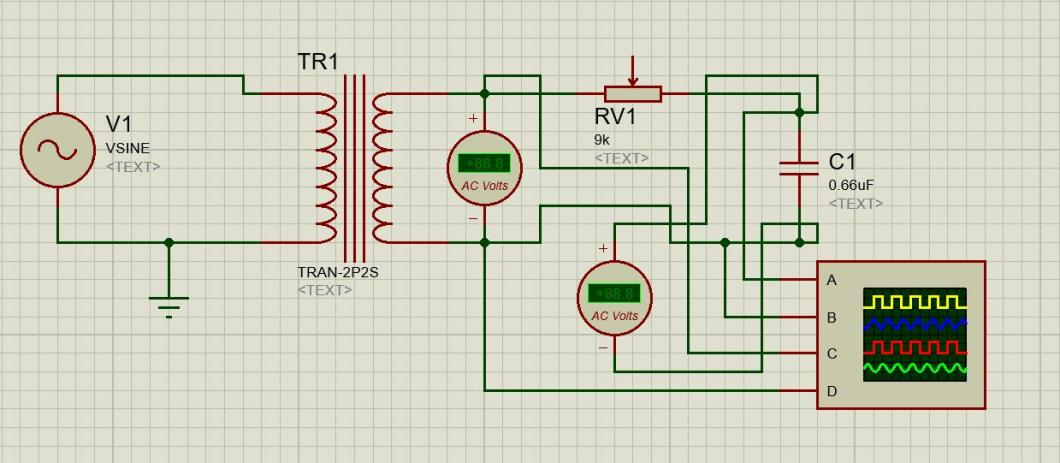 TR1
V1
VSINE
<TEXT>
TRAN-2P2S
<TEXT>
+
+88.8
AC Volts
−
RV1
9k
<TEXT>
C1
0.66uF
<TEXT>
+
+88.8
AC Volts
−
A
B
C
D